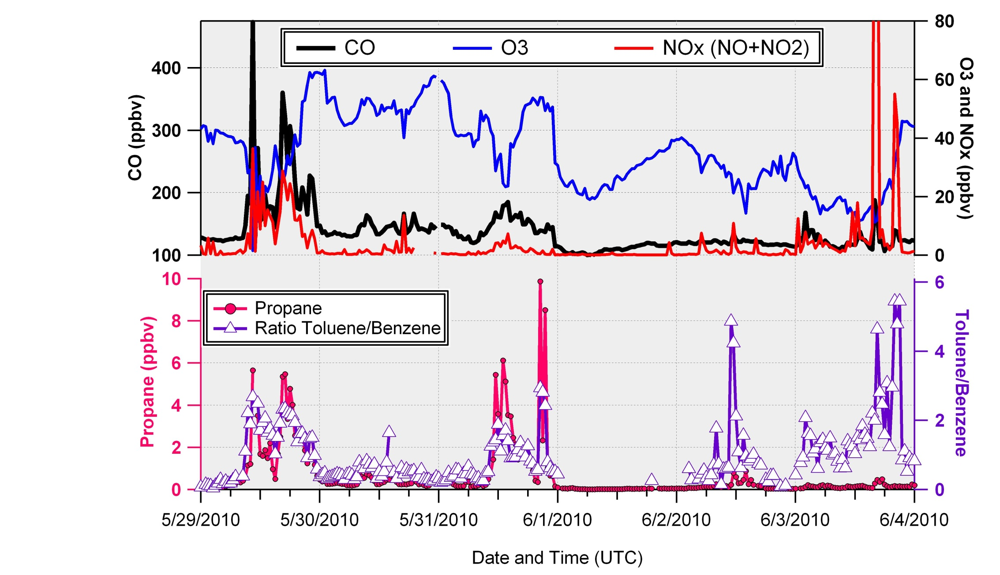 80
CO O3 NOx (NO+NO2)
400
60
300
40
200
20
100
0
CO (ppbv)
O3 and NOx (ppbv)
10
6
Propane
Ratio Toluene/Benzene
8
4
6
4
2
2
0
0
Propane (ppbv)
Toluene/Benzene
5/29/2010 5/30/2010 5/31/2010 6/1/2010 6/2/2010 6/3/2010 6/4/2010
Date and Time (UTC)